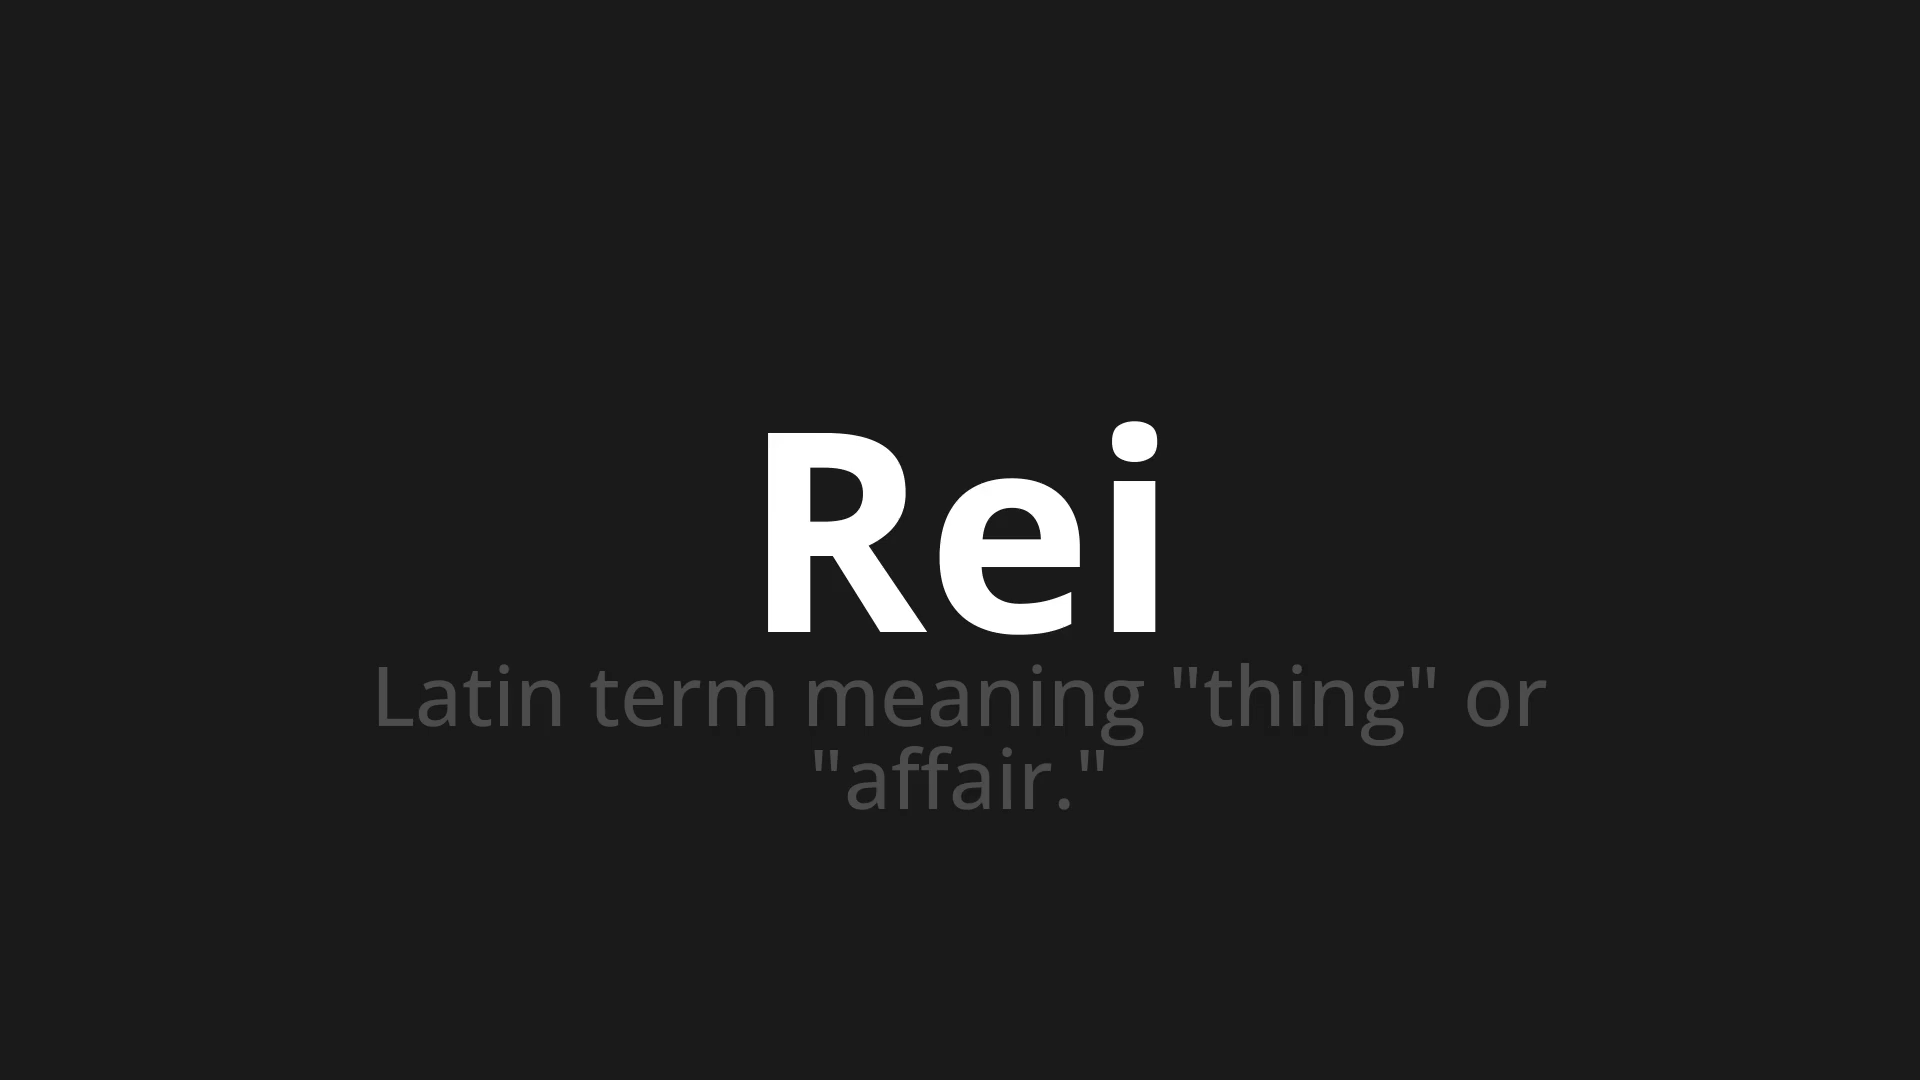 Rei
Latin term meaning "thing" or
"affair."